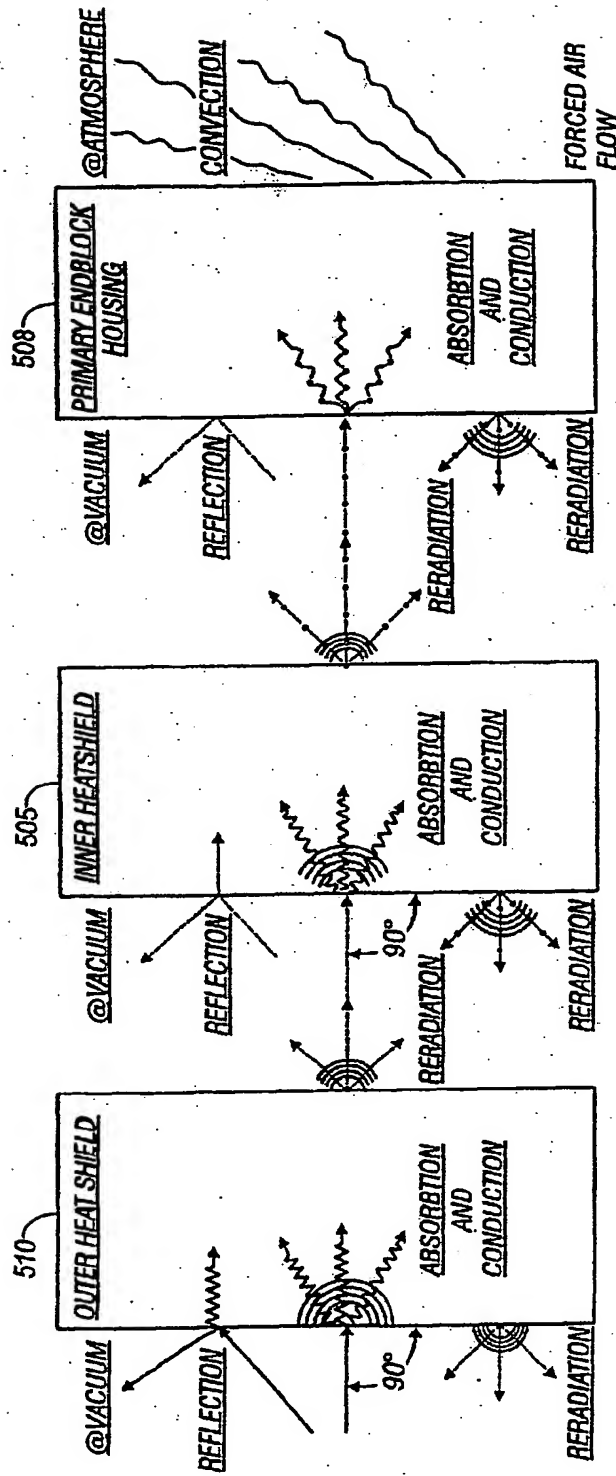 510
OUTER HEAT SHIELD
@VACUUM
REFLECTION
90°
ABSORBTION
AND
CONDUCTION
RERADIATION
RERADIATION
505
INNER HEATSHIELD
@VACUUM
REFLECTION
90°
ABSORBTION
AND
CONDUCTION
RERADIATION
RERADIATION
508
PRIMARY ENDBLOCK
HOUSING
@VACUUM
REFLECTION
ABSORBTION
AND
CONDUCTION
RERADIATION
@ATMOSPHERE
CONVECTION
FORCED AIR
FLOW